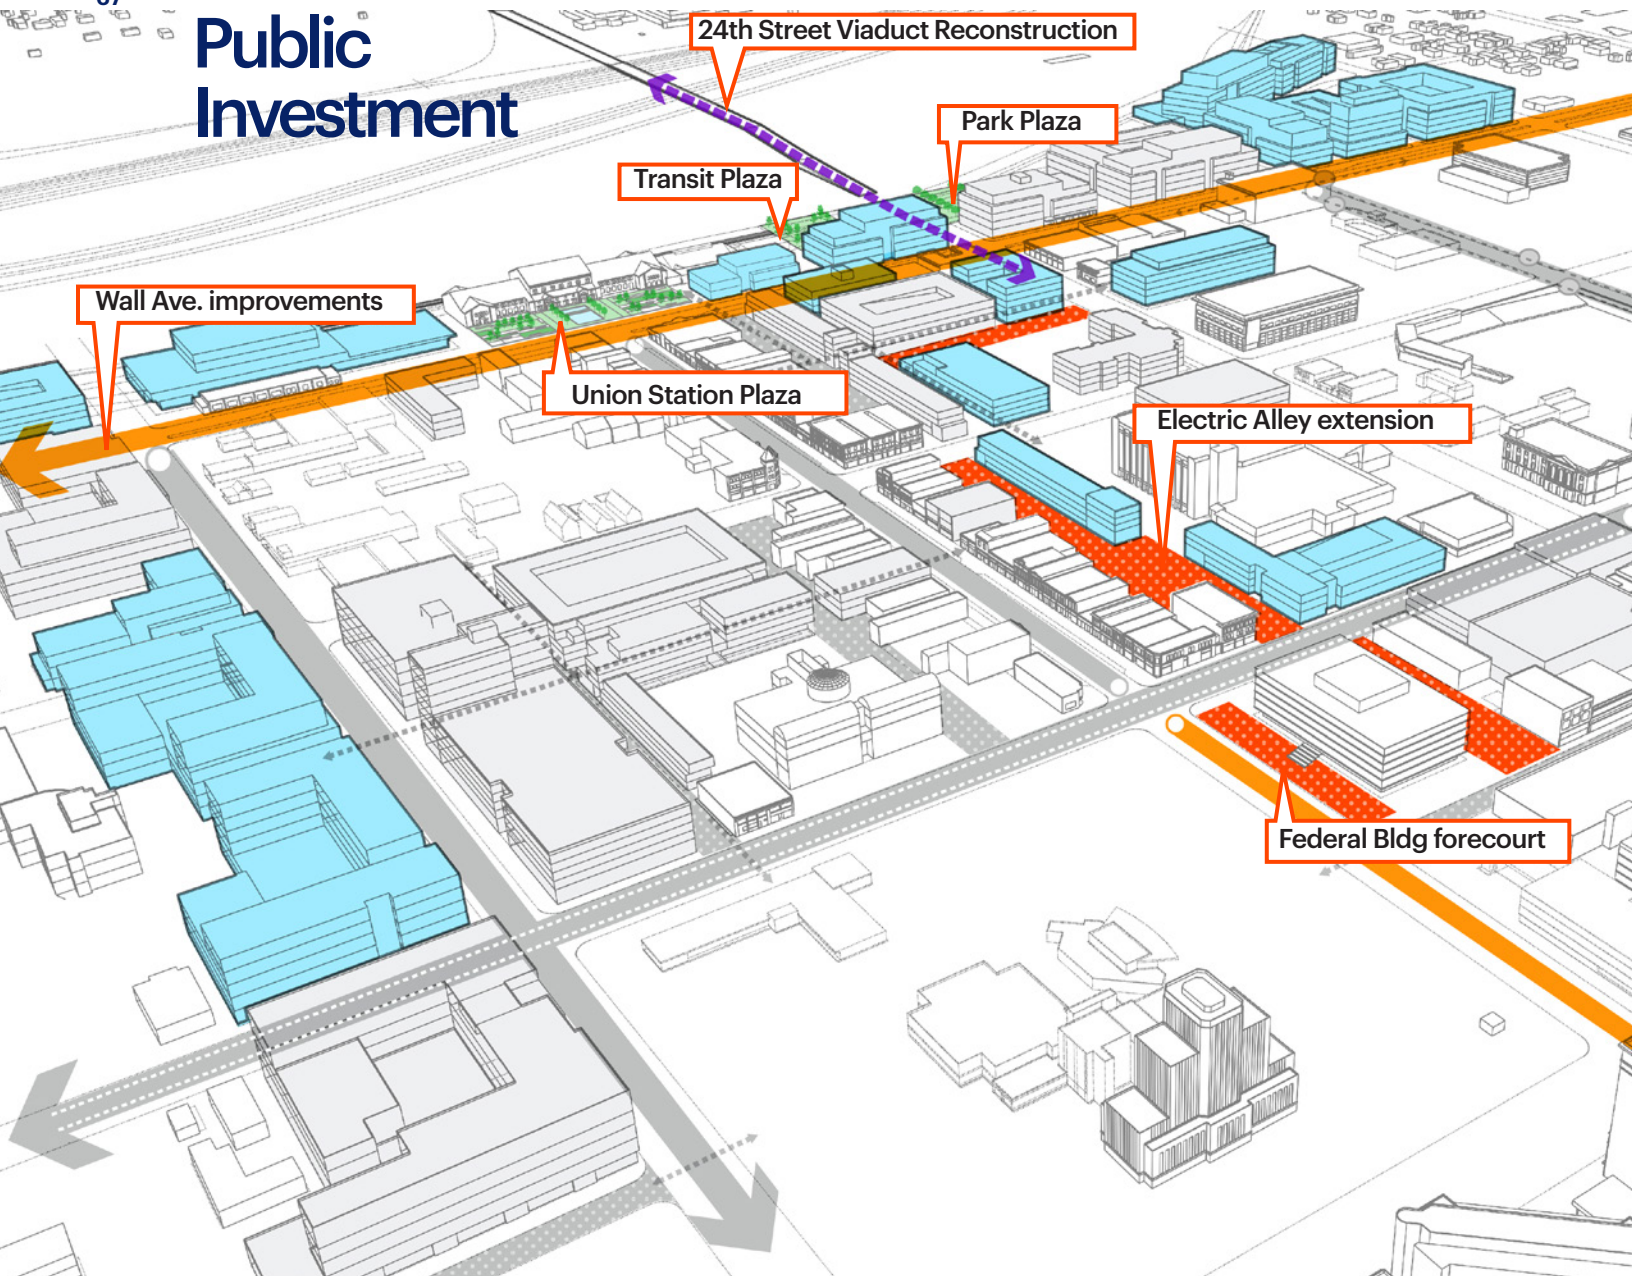 Public
Investment
24th Street Viaduct Reconstruction
Park Plaza
Transit Plaza
Wall Ave. improvements
Union Station Plaza
Electric Alley extension
Federal Bldg forecourt